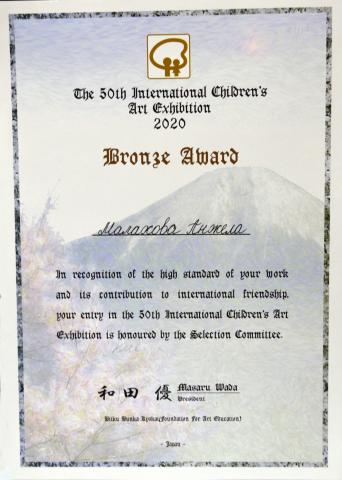 The 50th International Children's
Art Exhibition
2020
Bronze Award
Малахова Анжела
In recognition of the high standard of your work
and its contribution to international friendship,
your entry in the 50th International Children's Art
Exhibition is honoured by the Selection Committee.
和田 優 Masaru Wada
President
Biiku Bunka Kyokai(Foundation For Art Education)
- Japan -